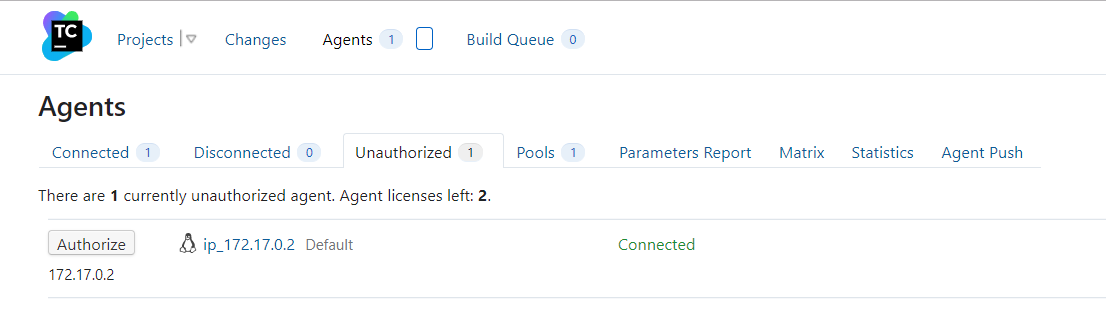 TC
Projects Changes Agents 1 Build Queue 0
Agents
Connected 1 Disconnected 0 Unauthorized 1 Pools 1 Parameters Report Matrix Statistics Agent Push
There are 1 currently unauthorized agent. Agent licenses left: 2.
Authorize ip_172.17.0.2 Default Connected
172.17.0.2